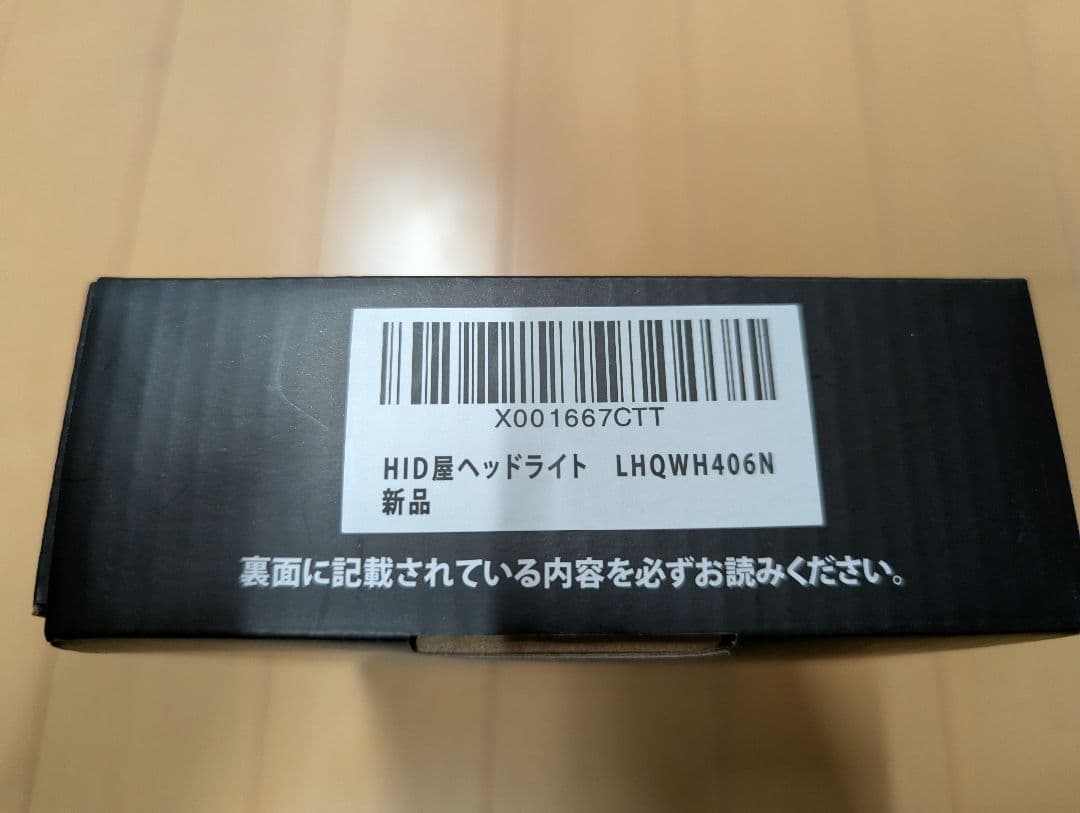 X001667CTT
HID屋ヘッドライト　LHQWH406N
新品
裏面に記載されている内容を必ずお読みください。